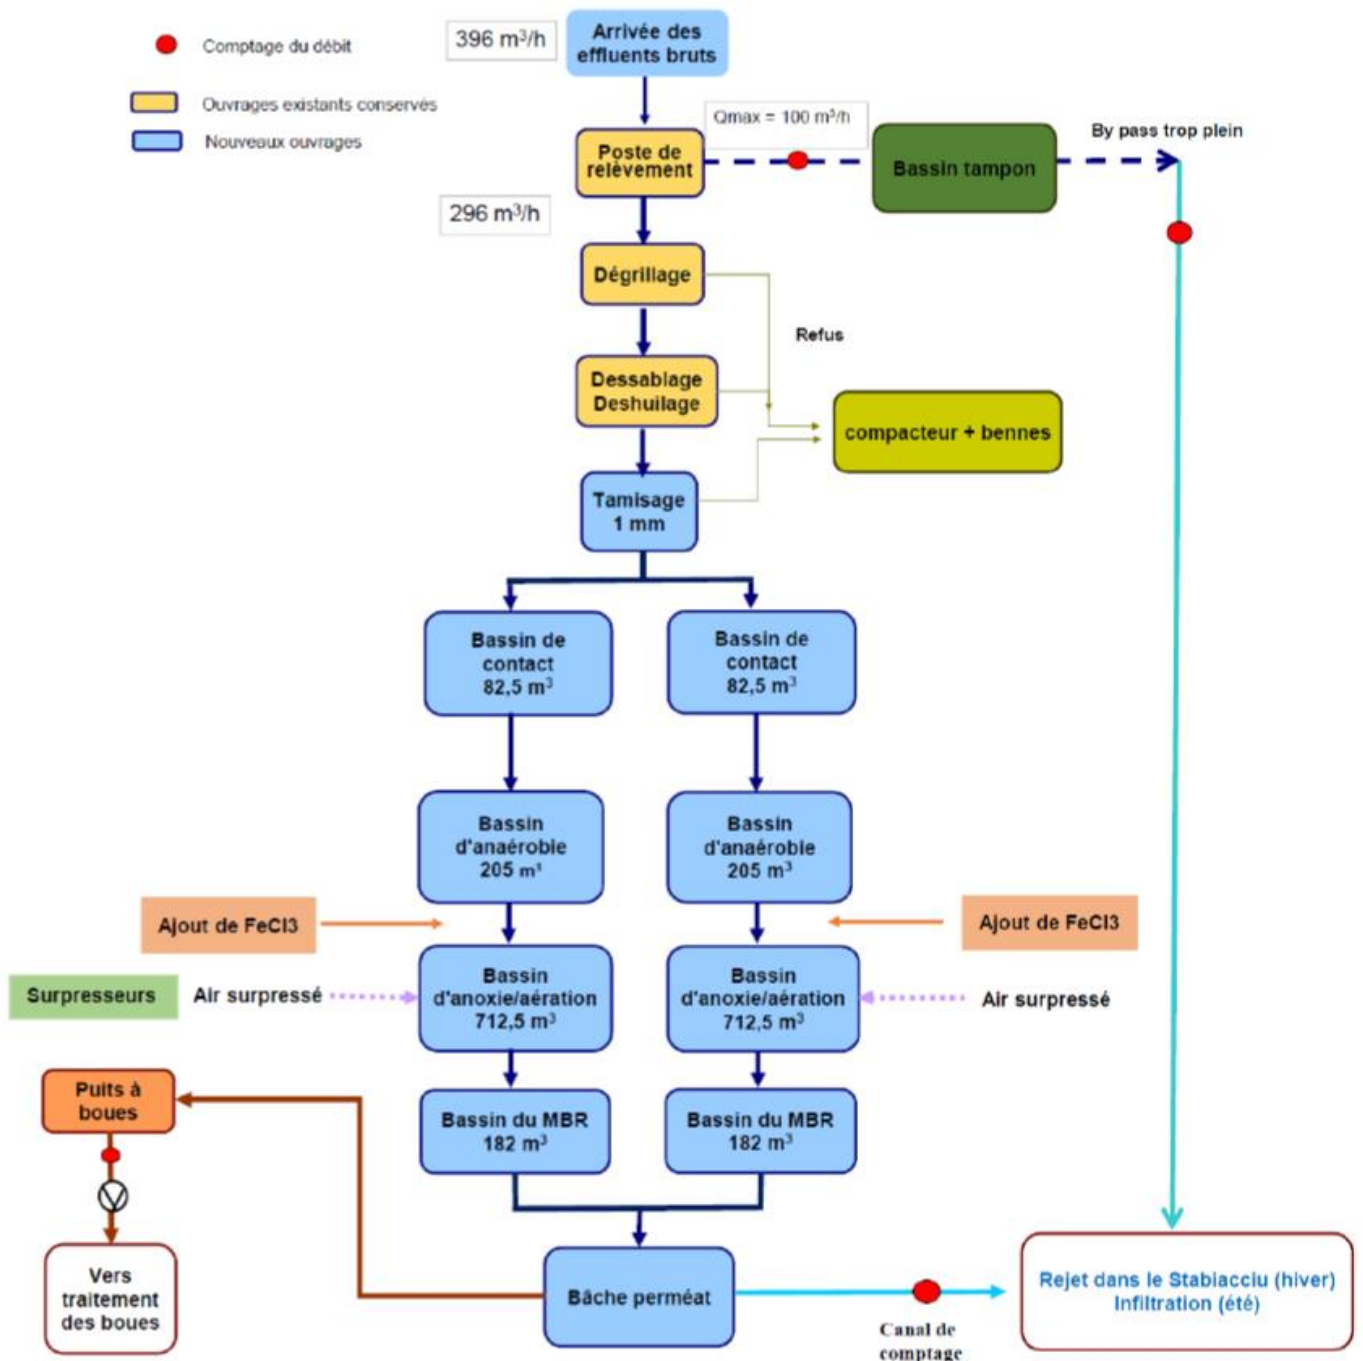 Comptage du débit
Ouvrages existants conservés
Nouveaux ouvrages
396 m³/h
Arrivée des
effluents bruts
Qmax = 100 m³/h
By pass trop plein
Poste de
relèvement
Bassin tampon
296 m³/h
Dégrillage
Refus
Dessablage
Deshuilage
compacteur + bennes
Tamisage
1 mm
Bassin de
contact
82,5 m³
Bassin de
contact
82,5 m³
Bassin
d'anaérobie
205 m³
Bassin
d'anaérobie
205 m³
Ajout de FeCl3
Ajout de FeCl3
Surpresseurs
Air surpressé
Bassin
d'anoxie/aération
712,5 m³
Bassin
d'anoxie/aération
712,5 m³
Air surpressé
Puits à
boues
Bassin du MBR
182 m³
Bassin du MBR
182 m³
Vers
traitement
des boues
Bâche perméat
Canal de
comptage
Rejet dans le Stabiacciu (hiver)
Infiltration (été)